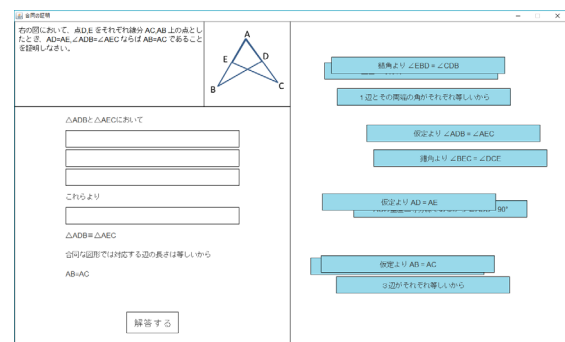 合同の証明
右の図において、点D,Eをそれぞれ線分 AC,AB 上の点とし
たとき、AD=AE,∠ADB=∠AECならば AB=AC であること
を証明しなさい。
A
E
D
B
C
△ADBと△AECにおいて
これらより
△ADB≡△AEC
合同な図形では対応する辺の長さは等しいから
AB=AC
解答する
錯角より ∠EBD = ∠CDB
1辺とその両端の角がそれぞれ等しいから
仮定より ∠ADB = ∠AEC
錯角より ∠BEC = ∠DCE
仮定より AD = AE
90°
仮定より AB = AC
3辺がそれぞれ等しいから